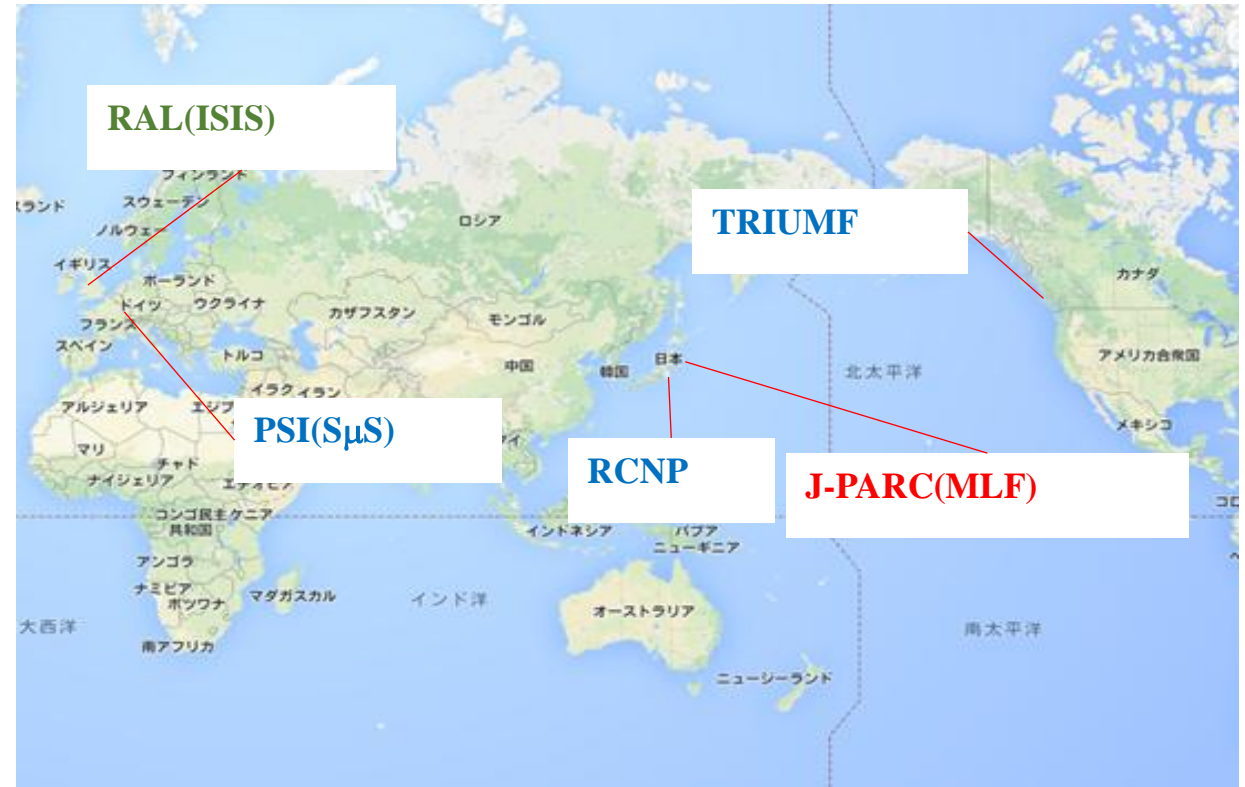 RAL(ISIS)
フィンランド
スウェーデン
ノルウェー
ロシア
TRIUMF
イギリス
ポーランド
カナダ
ドイツ
ウクライナ
カザフスタン
モンゴル
フランス
スペイン
トルコ
中国
韓国
日本
北太平洋
アメリカ合衆国
イラク
イラン
アルジェリア
メキシコ
PSI(SμS)
マリ
チャド
RCNP
J-PARC(MLF)
ナイジェリア
コンゴ民主
共和国
ケニア
インドネシア
パプア
ニューギニア
アンゴラ
ナミビア
ボツワナ
マダガスカル
インド洋
オーストラリア
大西洋
南アフリカ
南太平洋
ニュージーランド